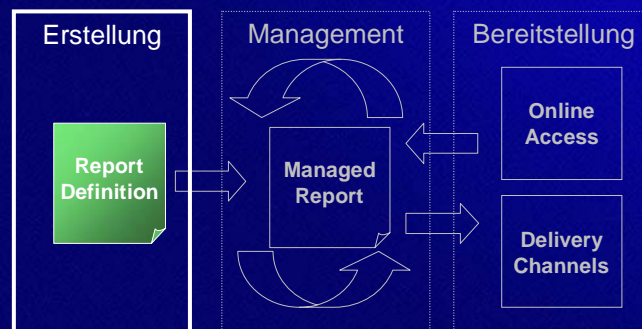 Erstellung
Management
Bereitstellung
Report
Definition
Managed
Report
Online
Access
Delivery
Channels